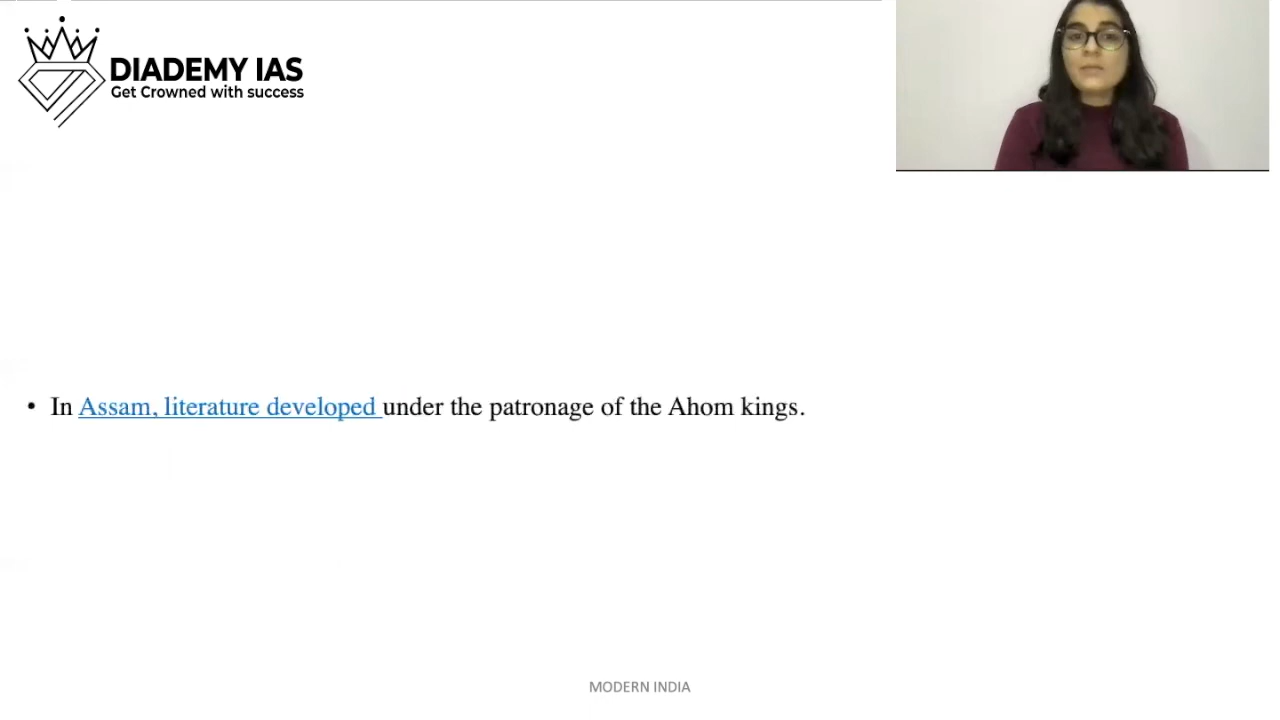 DIADEMY IAS
Get Crowned with success
• In Assam, literature developed under the patronage of the Ahom kings.
MODERN INDIA